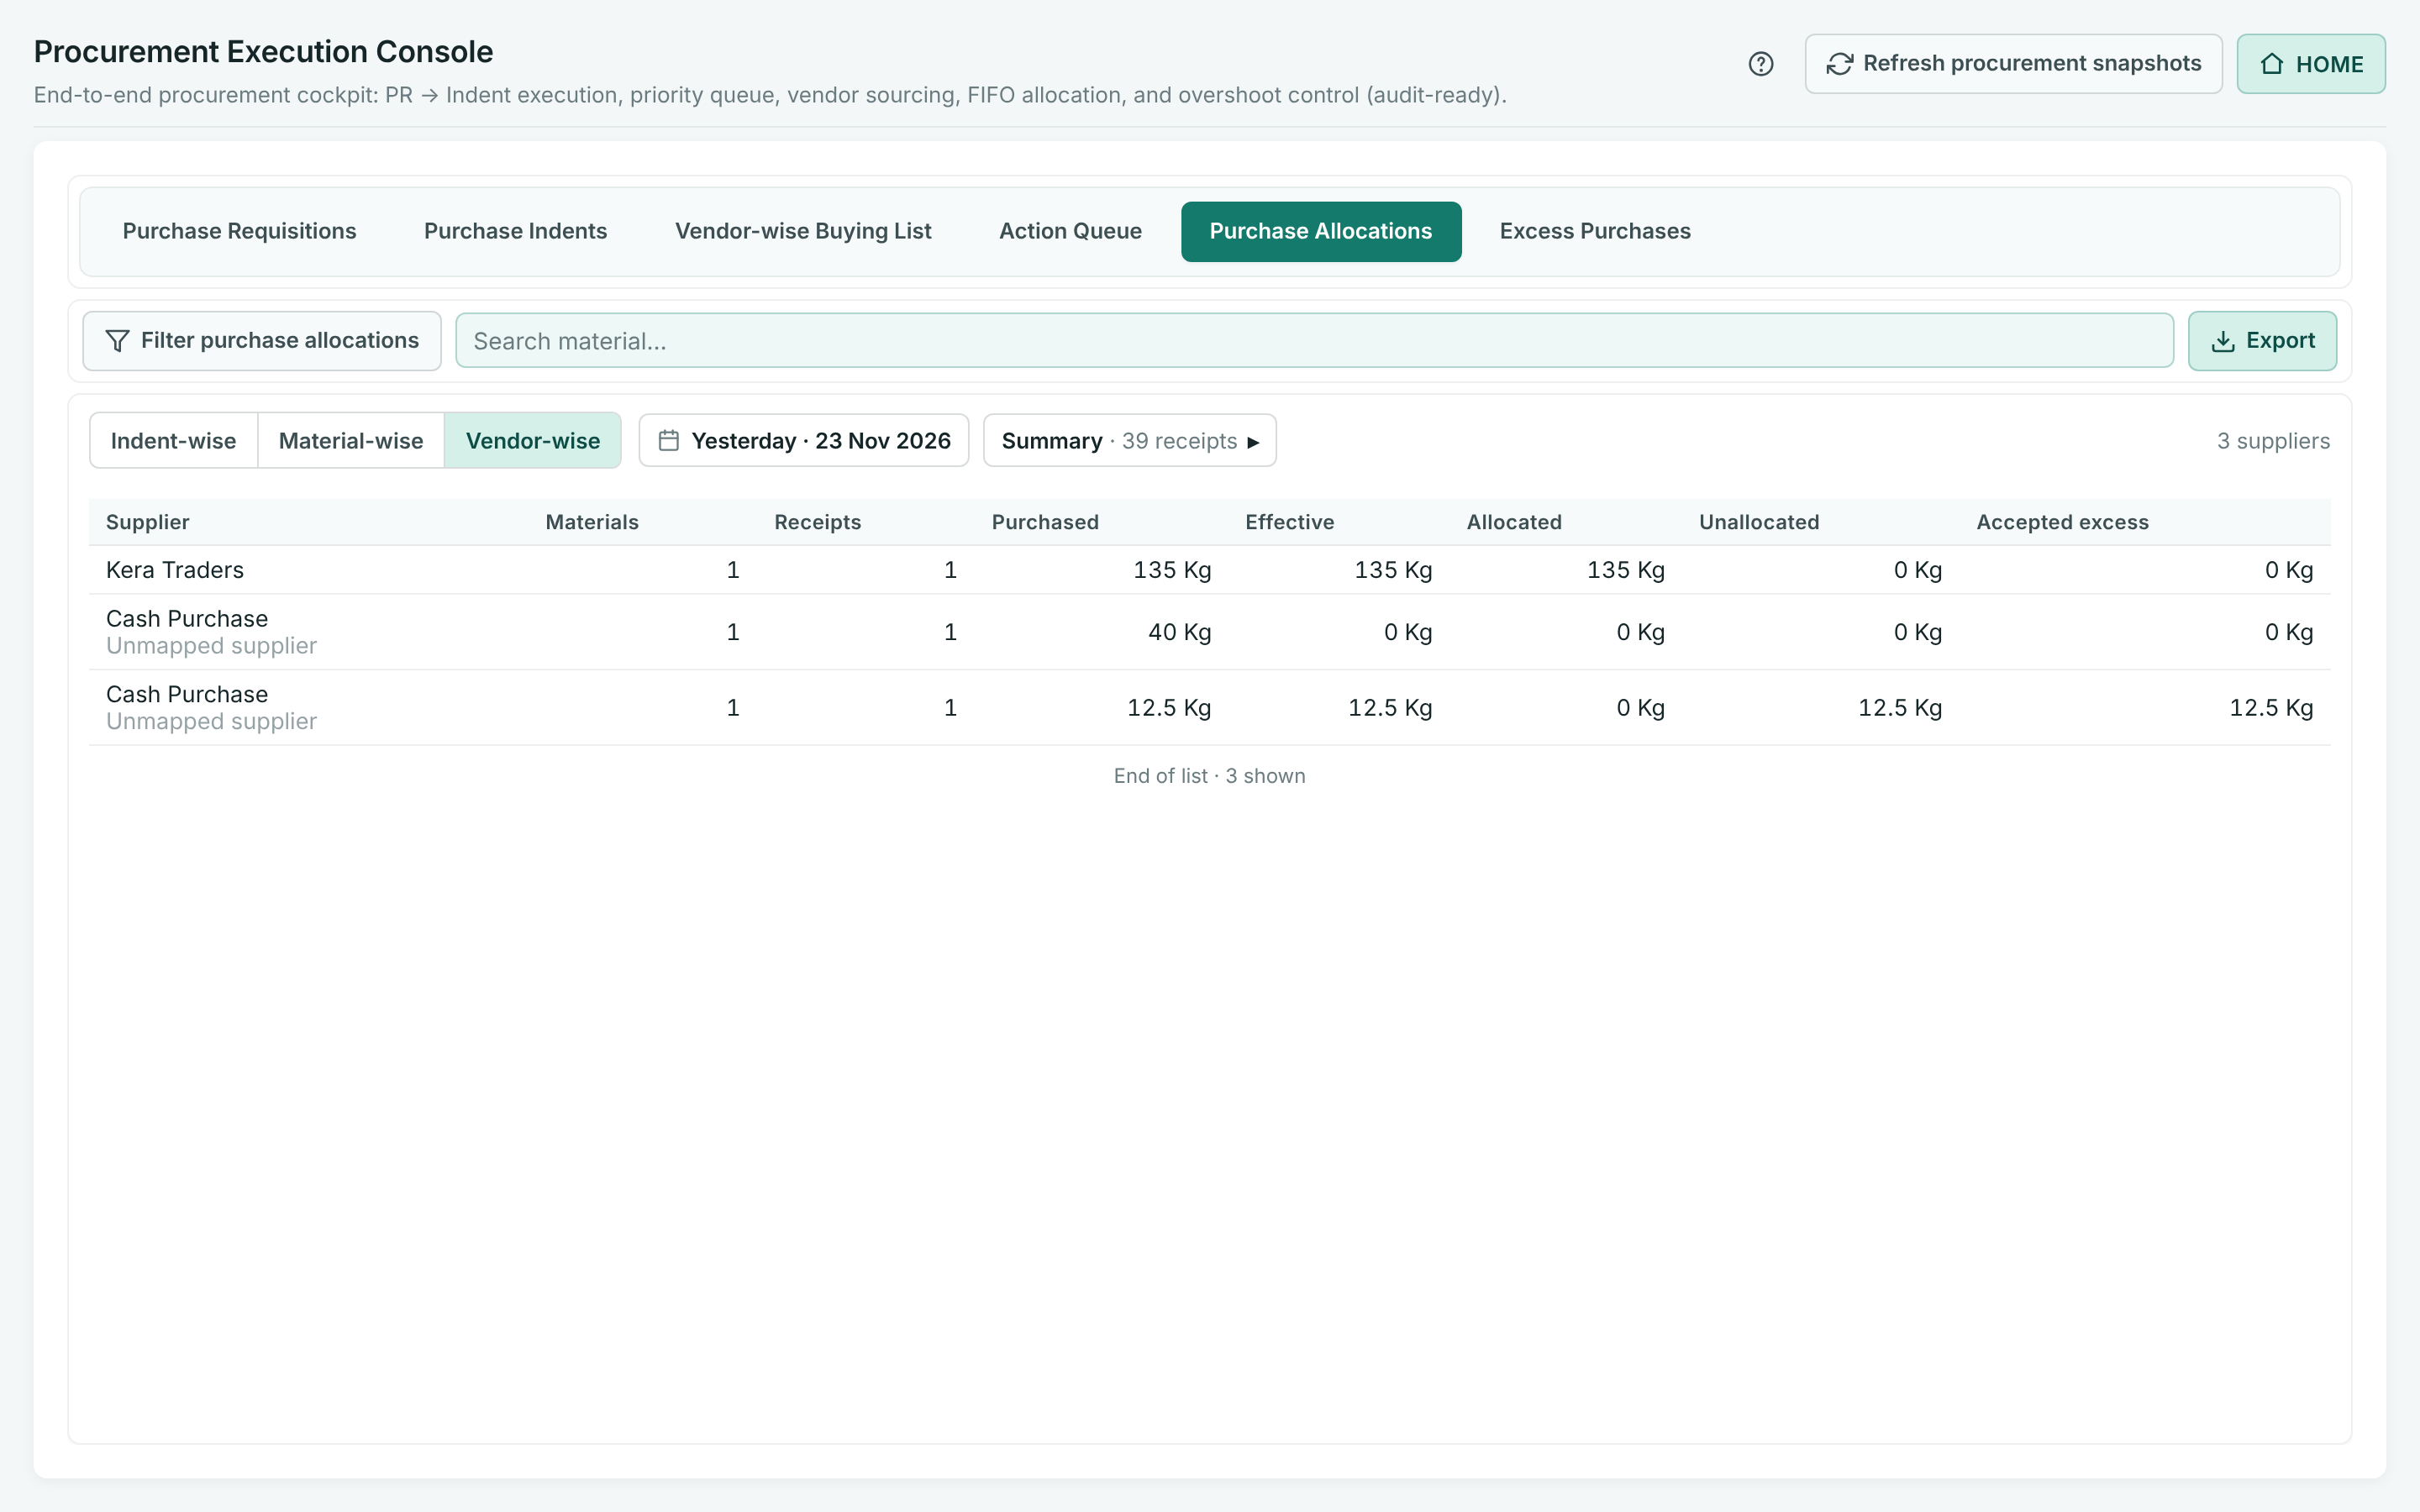 Procurement Execution Console
End-to-end procurement cockpit: PR → Indent execution, priority queue, vendor sourcing, FIFO allocation, and overshoot control (audit-ready).
Refresh procurement snapshots
HOME
Purchase Requisitions Purchase Indents Vendor-wise Buying List Action Queue Purchase Allocations Excess Purchases
Filter purchase allocations Search material... Export
Indent-wise Material-wise Vendor-wise Yesterday · 23 Nov 2026 Summary · 39 receipts ▸ 3 suppliers
Supplier Materials Receipts Purchased Effective Allocated Unallocated Accepted excess
Kera Traders 1 1 135 Kg 135 Kg 135 Kg 0 Kg 0 Kg
Cash Purchase
Unmapped supplier
1 1 40 Kg 0 Kg 0 Kg 0 Kg 0 Kg
Cash Purchase
Unmapped supplier
1 1 12.5 Kg 12.5 Kg 0 Kg 12.5 Kg 12.5 Kg
End of list · 3 shown